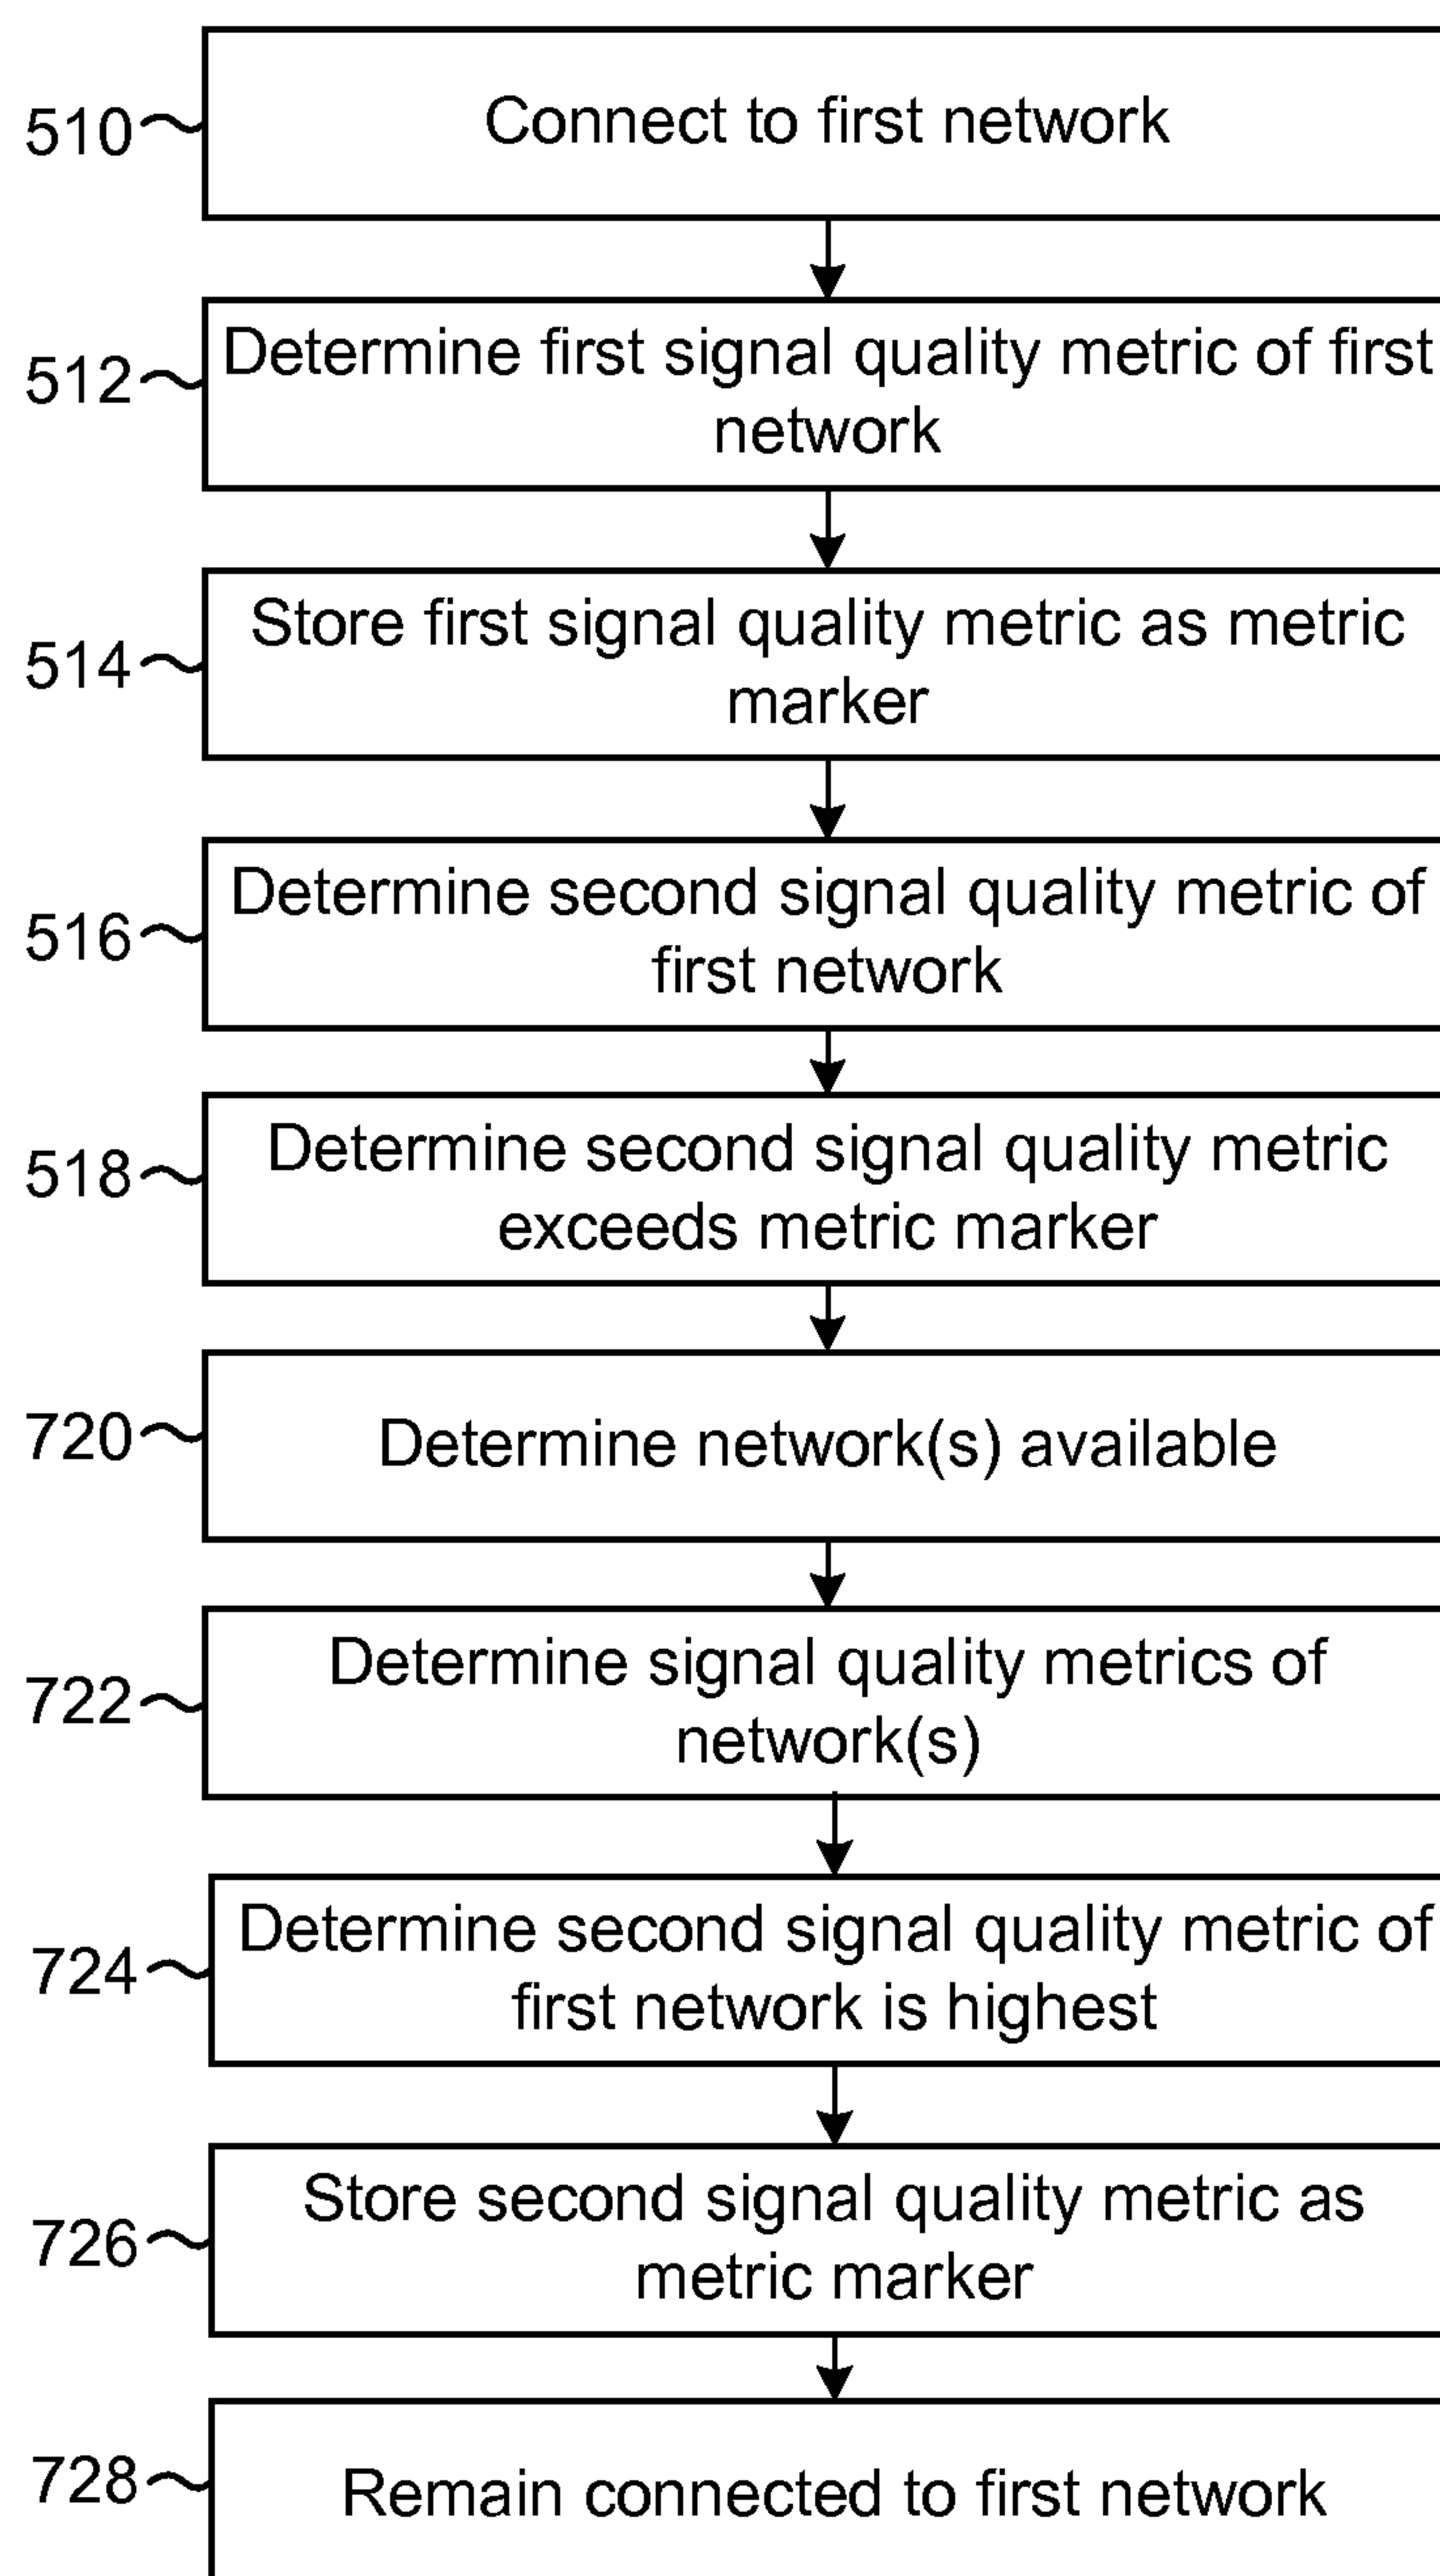 510
Connect to first network
512
Determine first signal quality metric of first
network
514
Store first signal quality metric as metric
marker
516
Determine second signal quality metric of
first network
518
Determine second signal quality metric
exceeds metric marker
720
Determine network(s) available
722
Determine signal quality metrics of
network(s)
724
Determine second signal quality metric of
first network is highest
726
Store second signal quality metric as
metric marker
728
Remain connected to first network